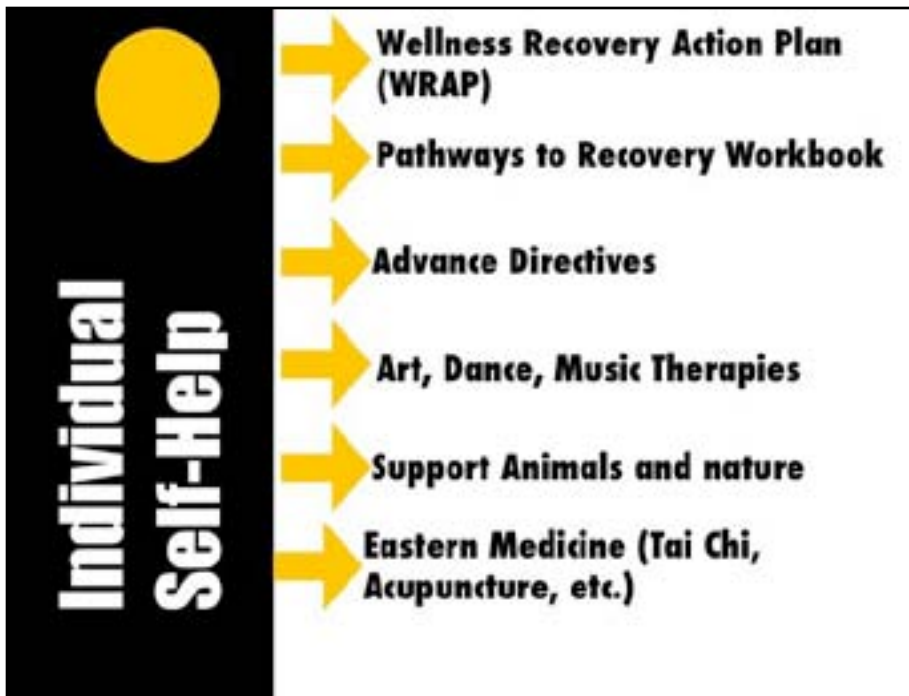 Individual
Self-Help
Wellness Recovery Action Plan
(WRAP)
Pathways to Recovery Workbook
Advance Directives
Art, Dance, Music Therapies
Support Animals and nature
Eastern Medicine (Tai Chi,
Acupuncture, etc.)